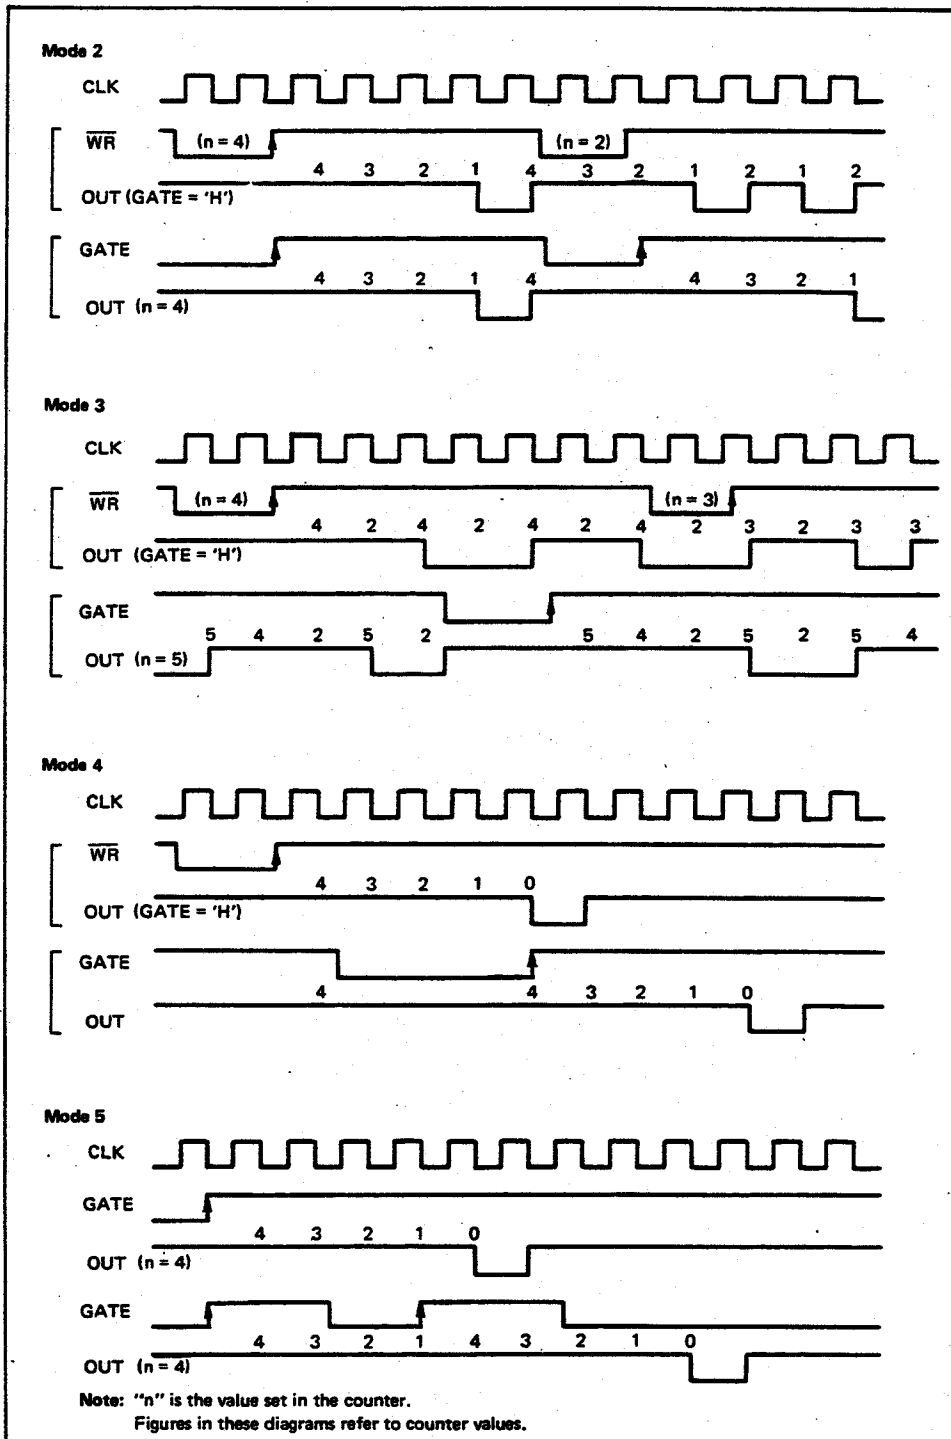 Mode 2
CLK
WR (n = 4) (n = 2)
4 3 2 1 4 3 2 1 2 1 2
OUT (GATE = 'H')
GATE
4 3 2 1 4 4 3 2 1
OUT (n = 4)
Mode 3
CLK
WR (n = 4) (n = 3)
4 2 4 2 4 2 4 2 3 2 3 3
OUT (GATE = 'H')
GATE
5 4 2 5 2 5 4 2 5 2 5 4
OUT (n = 5)
Mode 4
CLK
WR
4 3 2 1 0
OUT (GATE = 'H')
GATE
4 4 3 2 1 0
OUT
Mode 5
CLK
GATE
4 3 2 1 0
OUT (n = 4)
GATE
4 3 2 1 4 3 2 1 0
OUT (n = 4)
Note: "n" is the value set in the counter.
Figures in these diagrams refer to counter values.